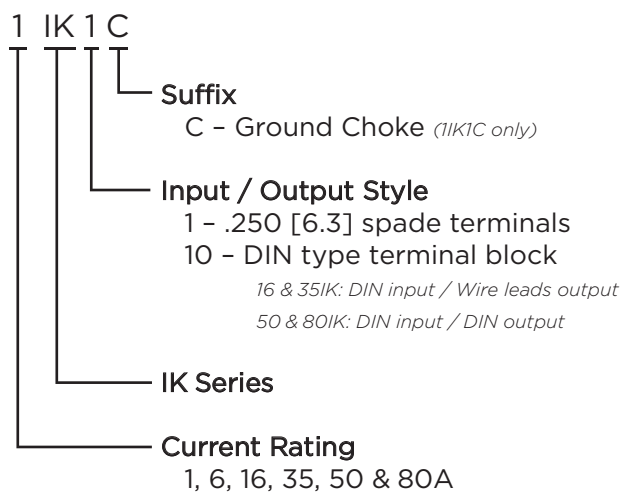 1 IK 1 C
Suffix
C – Ground Choke (1IK1C only)
Input / Output Style
1 – .250 [6.3] spade terminals
10 – DIN type terminal block
16 & 35IK: DIN input / Wire leads output
50 & 80IK: DIN input / DIN output
IK Series
Current Rating
1, 6, 16, 35, 50 & 80A